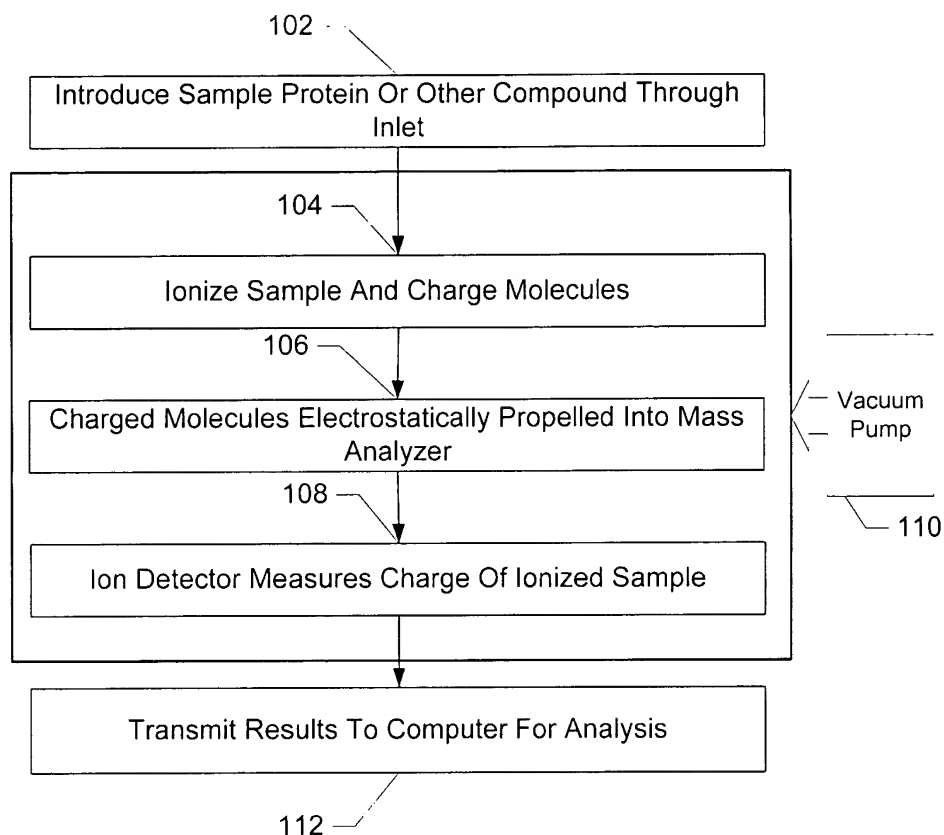 102
Introduce Sample Protein Or Other Compound Through
Inlet
104
Ionize Sample And Charge Molecules
106
Charged Molecules Electrostatically Propelled Into Mass
Analyzer
Vacuum
Pump
108
110
Ion Detector Measures Charge Of Ionized Sample
Transmit Results To Computer For Analysis
112